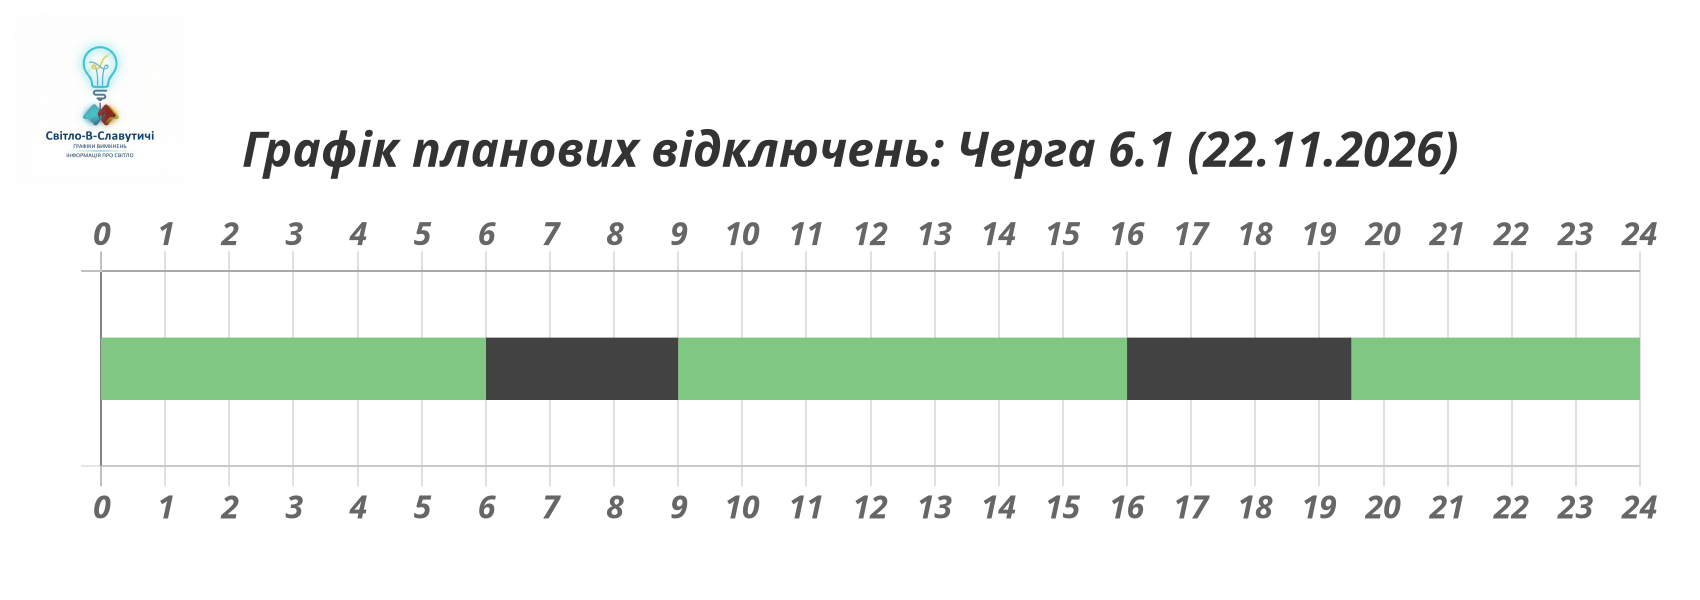 Світло-В-Славутичі
ГРАФІКИ ВИМКНЕНЬ
ІНФОРМАЦІЯ ПРО СВІТЛО
Графік планових відключень: Черга 6.1 (22.11.2026)
0 1 2 3 4 5 6 7 8 9 10 11 12 13 14 15 16 17 18 19 20 21 22 23 24
0 1 2 3 4 5 6 7 8 9 10 11 12 13 14 15 16 17 18 19 20 21 22 23 24